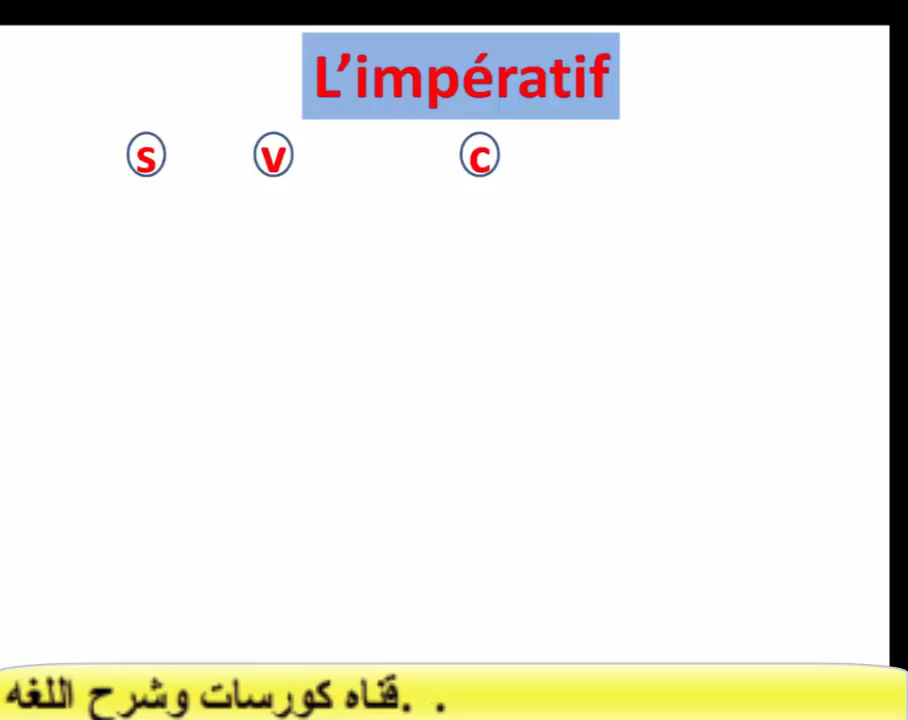 L'impératif
S V C
قناه كورسات وشرح اللغه. .